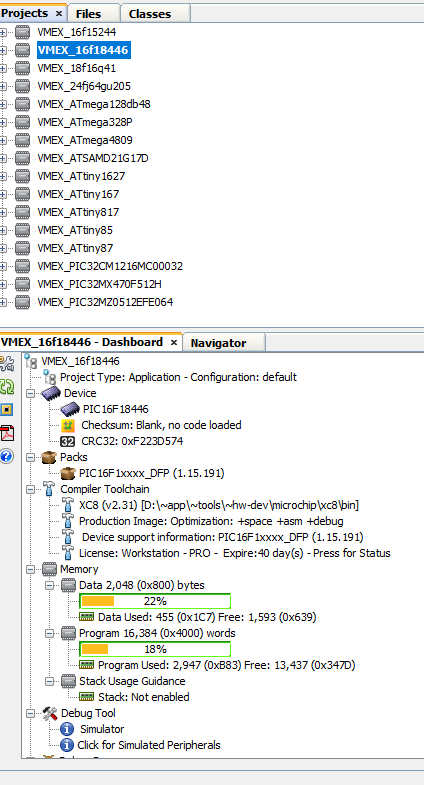 Projects × Files Classes
VMEX_16f15244
VMEX_16f18446
VMEX_18f16q41
VMEX_24fj64gu205
VMEX_ATmega128db48
VMEX_ATmega328P
VMEX_ATmega4809
VMEX_ATSAMD21G17D
VMEX_ATtiny1627
VMEX_ATtiny167
VMEX_ATtiny817
VMEX_ATtiny85
VMEX_ATtiny87
VMEX_PIC32CM1216MC00032
VMEX_PIC32MX470F512H
VMEX_PIC32MZ0512EFE064
VMEX_16f18446 - Dashboard × Navigator
VMEX_16f18446
Project Type: Application - Configuration: default
Device
PIC16F18446
Checksum: Blank, no code loaded
32 CRC32: 0xF223D574
Packs
PIC16F1xxxx_DFP (1.15.191)
Compiler Toolchain
XC8 (v2.31) [D:\~app\~tools\~hw-dev\microchip\xc8\bin]
Production Image: Optimization: +space +asm +debug
Device support information: PIC16F1xxxx_DFP (1.15.191)
License: Workstation - PRO - Expire:40 day(s) - Press for Status
Memory
Data 2,048 (0x800) bytes
22%
Data Used: 455 (0x1C7) Free: 1,593 (0x639)
Program 16,384 (0x4000) words
18%
Program Used: 2,947 (0xB83) Free: 13,437 (0x347D)
Stack Usage Guidance
Stack: Not enabled
Debug Tool
Simulator
Click for Simulated Peripherals